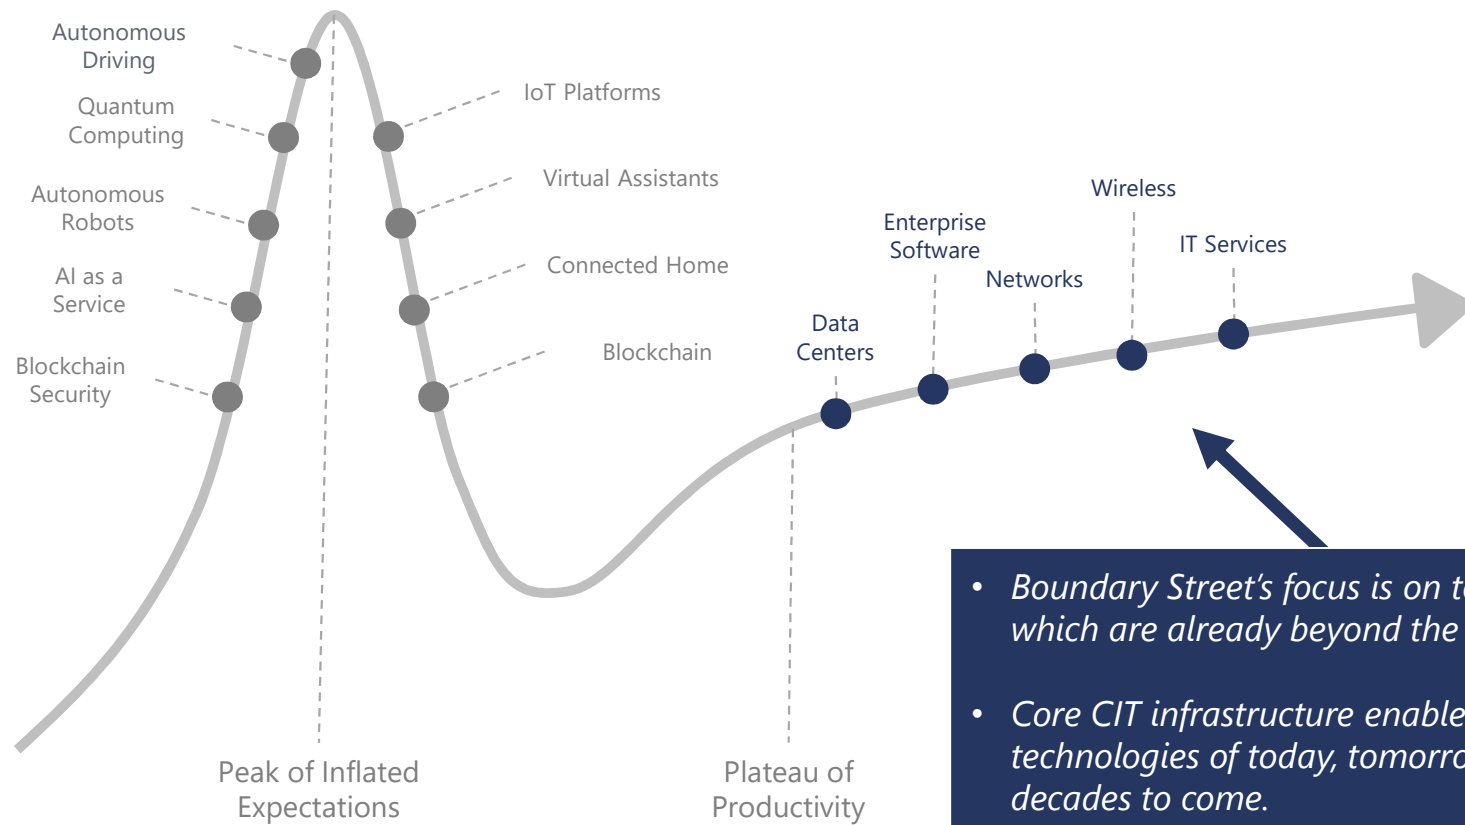 Autonomous
Driving
Quantum
Computing
Autonomous
Robots
AI as a
Service
Blockchain
Security
IoT Platforms
Virtual Assistants
Connected Home
Blockchain
Data
Centers
Enterprise
Software
Networks
Wireless
IT Services
Peak of Inflated
Expectations
Plateau of
Productivity
• Boundary Street's focus is on
which are already beyond the
• Core CIT infrastructure
technologies of today,
decades to come.